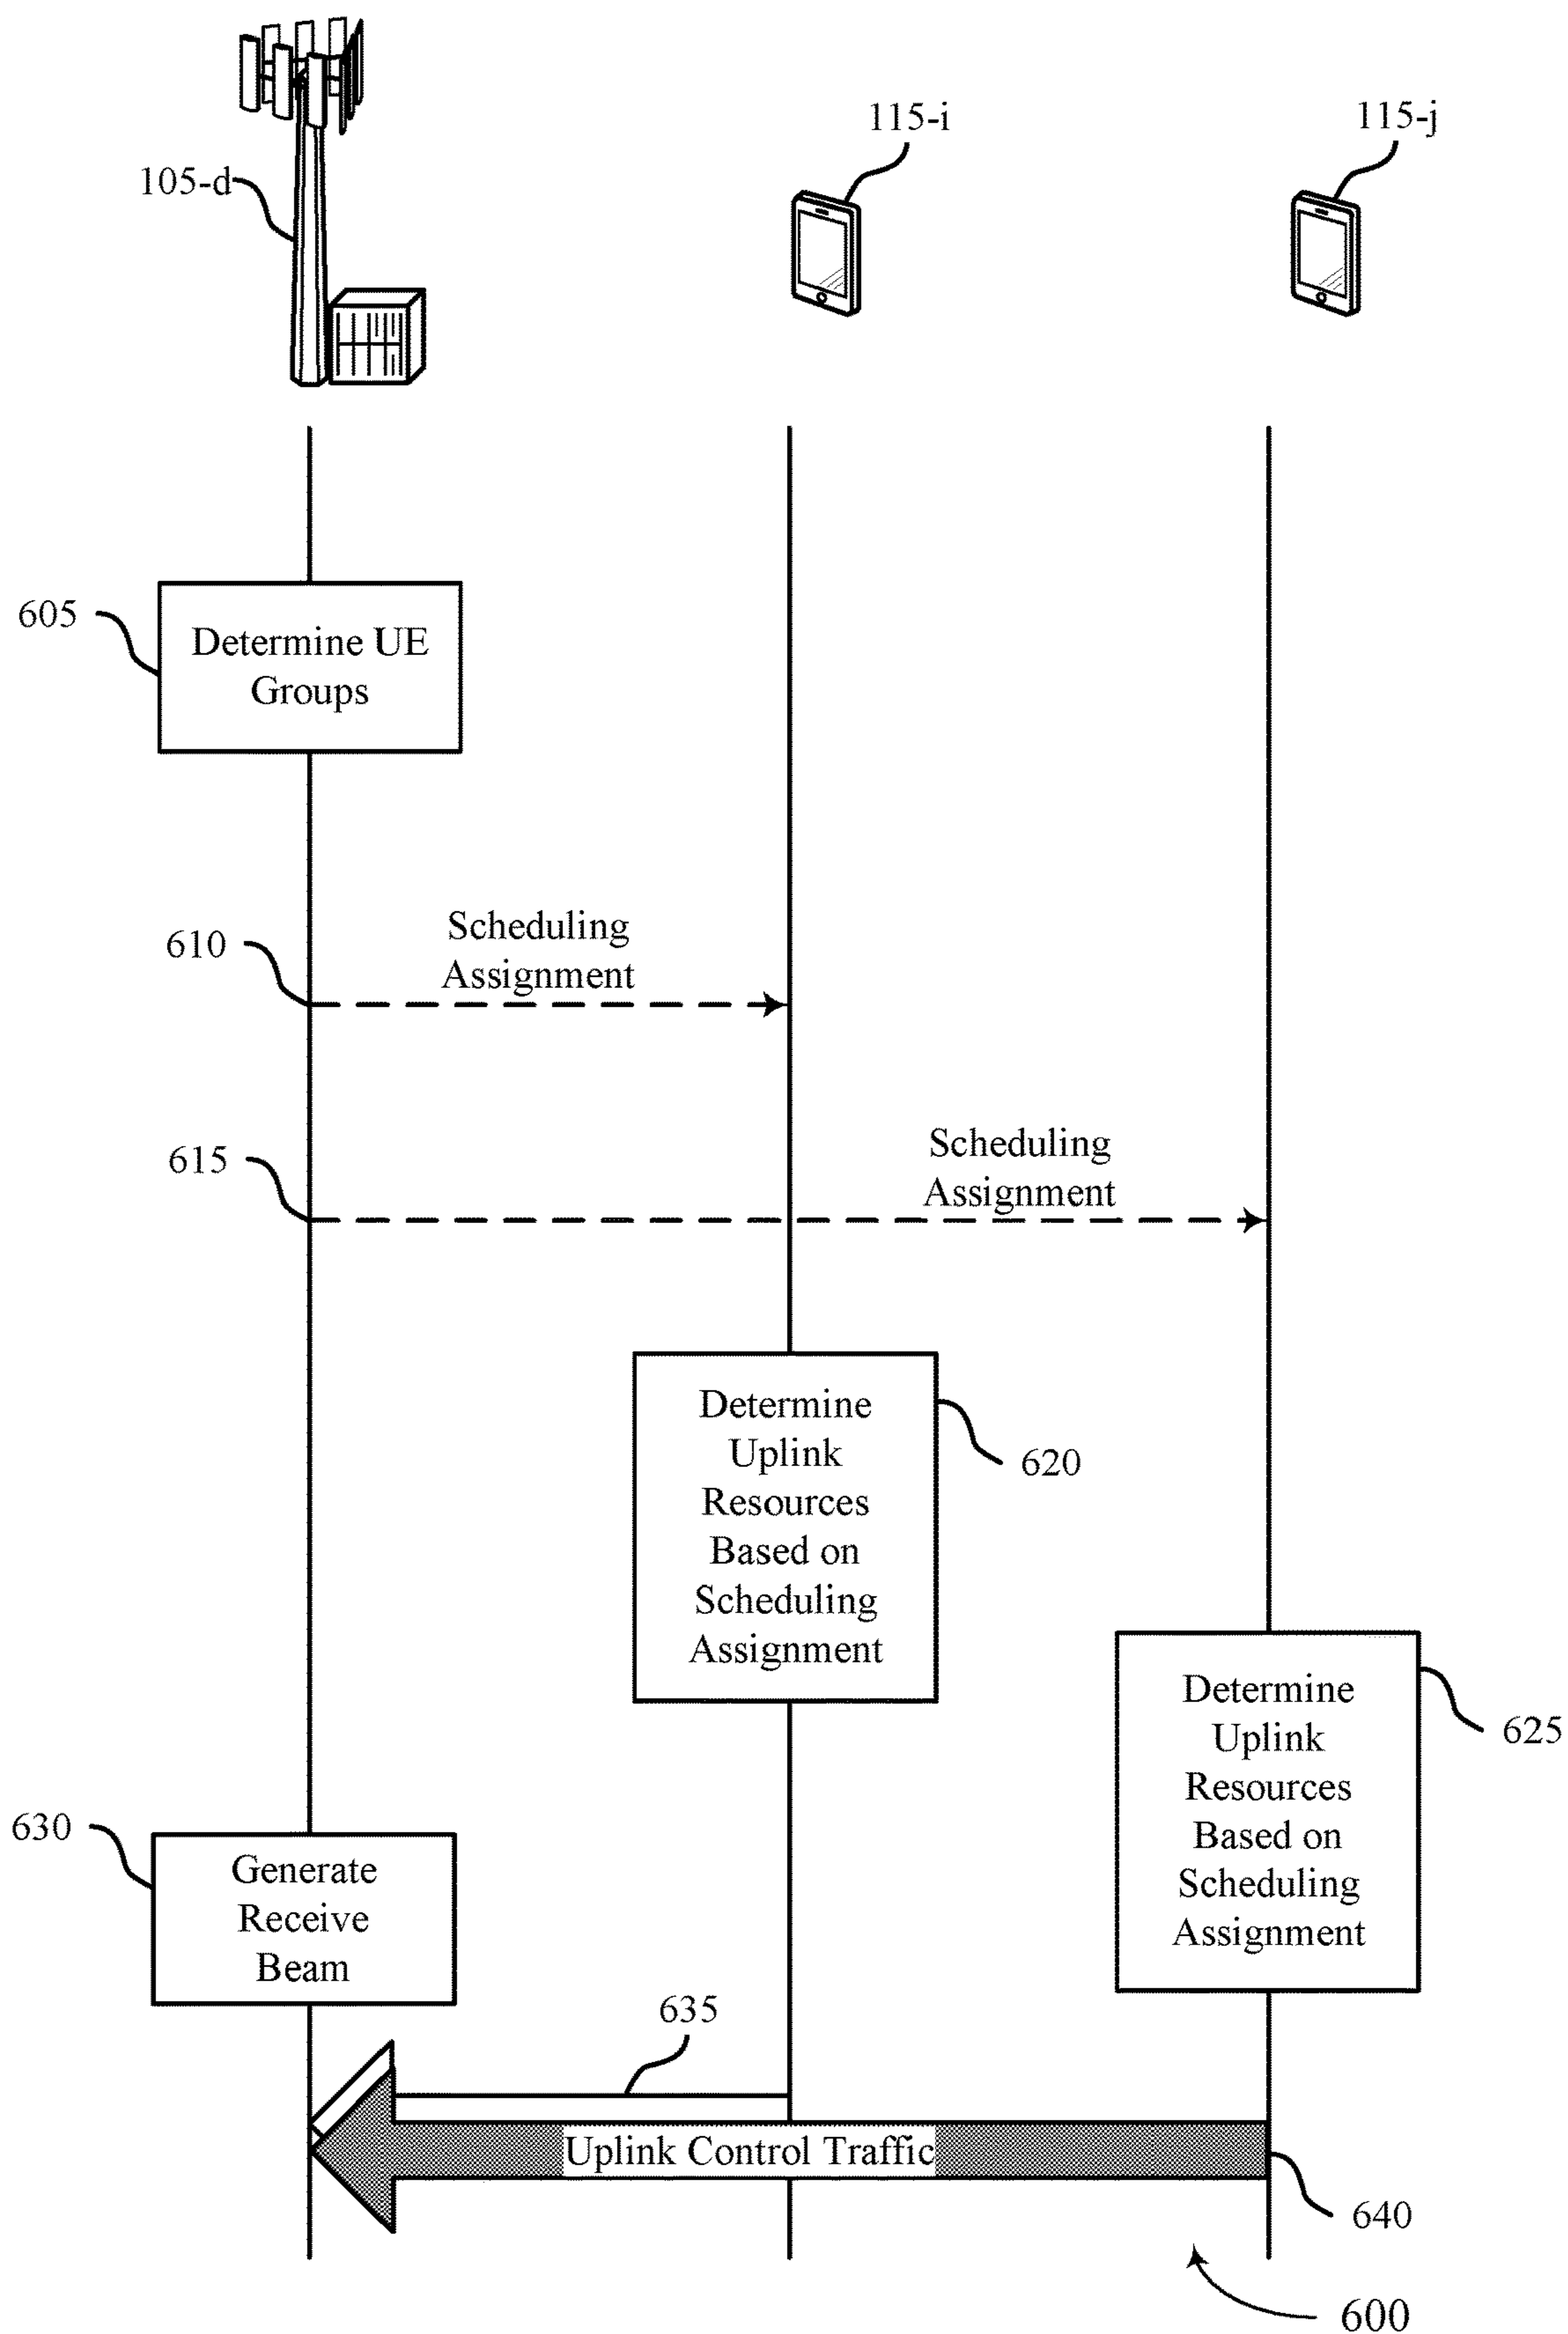 115-i
115-j
105-d
605
Determine UE
Groups
610
Scheduling
Assignment
615
Scheduling
Assignment
Determine
Uplink
Resources
Based on
Scheduling
Assignment
620
Determine
Uplink
Resources
Based on
Scheduling
Assignment
625
630
Generate
Receive
Beam
635
Uplink Control Traffic
640
600